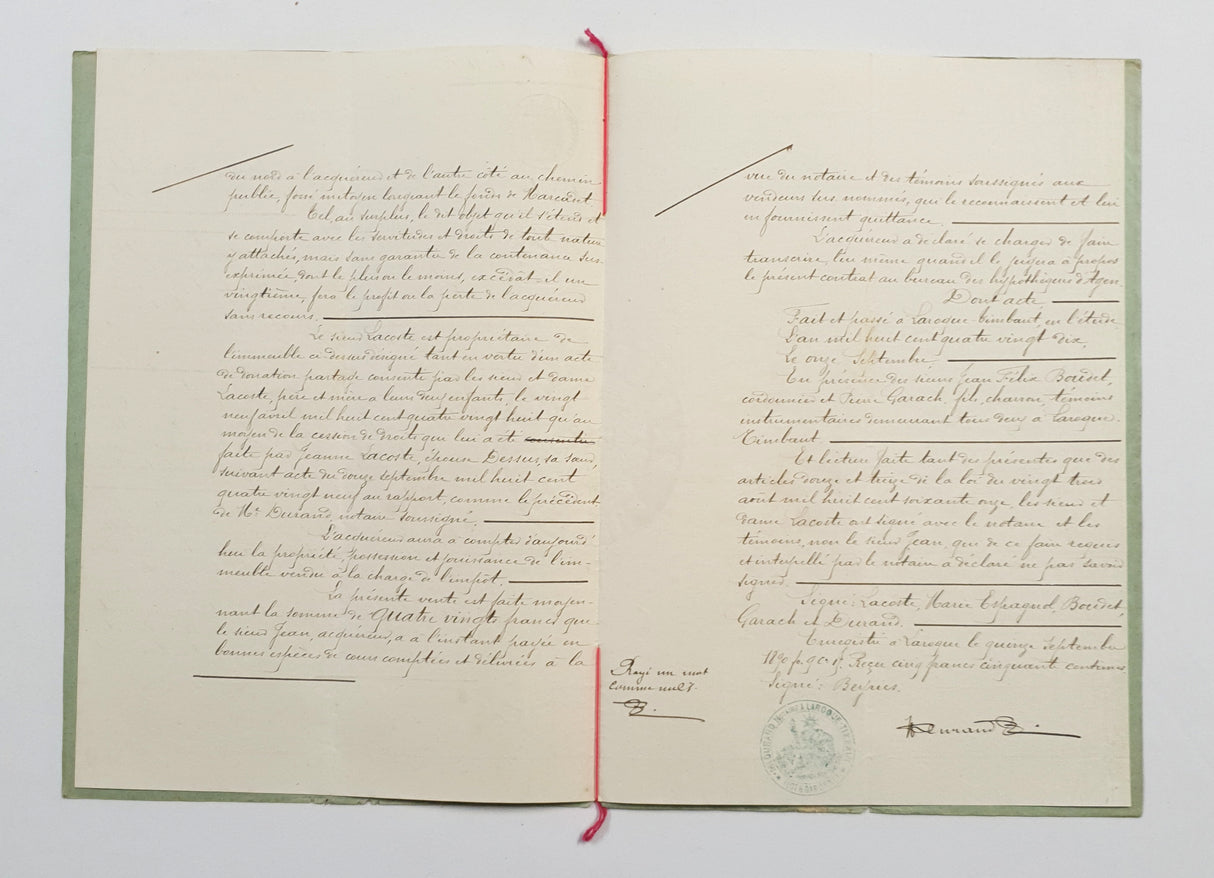 du nord à l'acquéreur et de l'autre côté au chemin
public, fossé mitoyen longeant le fonds de Marcuset
Tel, au surplus, le dit objet qu'il s'étend et
se comporte avec les servitudes et droits de toute nature
y attachés, mais sans garantie de la contenance sus-
exprimée, dont le plus ou le moins, excédât-il un
vingtième, fera le profit ou la perte de l'acquéreur
sans recours.
Le sieur Lacoste est propriétaire de
l'immeuble ci dessus désigné tant en vertu d'un acte
de donation partage consentie par les sieur et dame
Lacoste, père et mère a leurs deux enfants, le vingt
neuf avril mil huit cent quatre vingt huit qu'au
moyen de la cession de droits que lui a été consentie
faite par Jeanne Lacoste, épouse Dessus, sa sœur,
suivant acte du douze septembre mil huit cent
quatre vingt neuf au rapport, comme le précédent
de Me Durand, notaire soussigné.
L'acquéreur aura à compter d'aujourd'
hui la propriété, possession et jouissance de l'im-
meuble vendu à la charge de l'impôt.
La présente vente est faite moyen-
nant la somme de quatre vingts francs que
le sieur Jean, acquéreur, a à l'instant payée en
bonnes espèces de cours comptées et délivrées à la
vue du notaire et des témoins soussignés aux
vendeurs sus nommés, qui le reconnaissent et lui
en fournissent quittance
L'acquéreur a déclaré se charger de faire
transcrire, lui même quand il le jugera à propos
le présent contrat au bureau des hypothèques d'Agen.
Dont acte
Fait et passé à Laroque-Timbaut, en l'étude
L'an mil huit cent quatre vingt dix,
Le onze septembre.
En présence des sieurs Jean Félix Boudet,
cordonnier et Pierre Garach, fils, charron, témoins
instrumentaires demeurant tous deux à Laroque-
Timbaut
Et lecture faite tant des présentes que des
articles douze et treize de la loi du vingt trois
août mil huit cent soixante onze, les sieur et
dame Lacoste ont signé avec le notaire et les
témoins, non le sieur Jean, qui de ce faire requis
et interpellé par le notaire a déclaré ne pas savoir
signer.
Signé: Lacoste, Marie Espagnol, Boudet,
Garach et Durand.
Enregistré à Laroque le quinze septembre
1890 fo 9 Reçu cinq francs cinquante centimes
Signé:
Rayé un mot
comme nul
Durand
DURAND NOTAIRE A LAROQUE-TIMBAUT